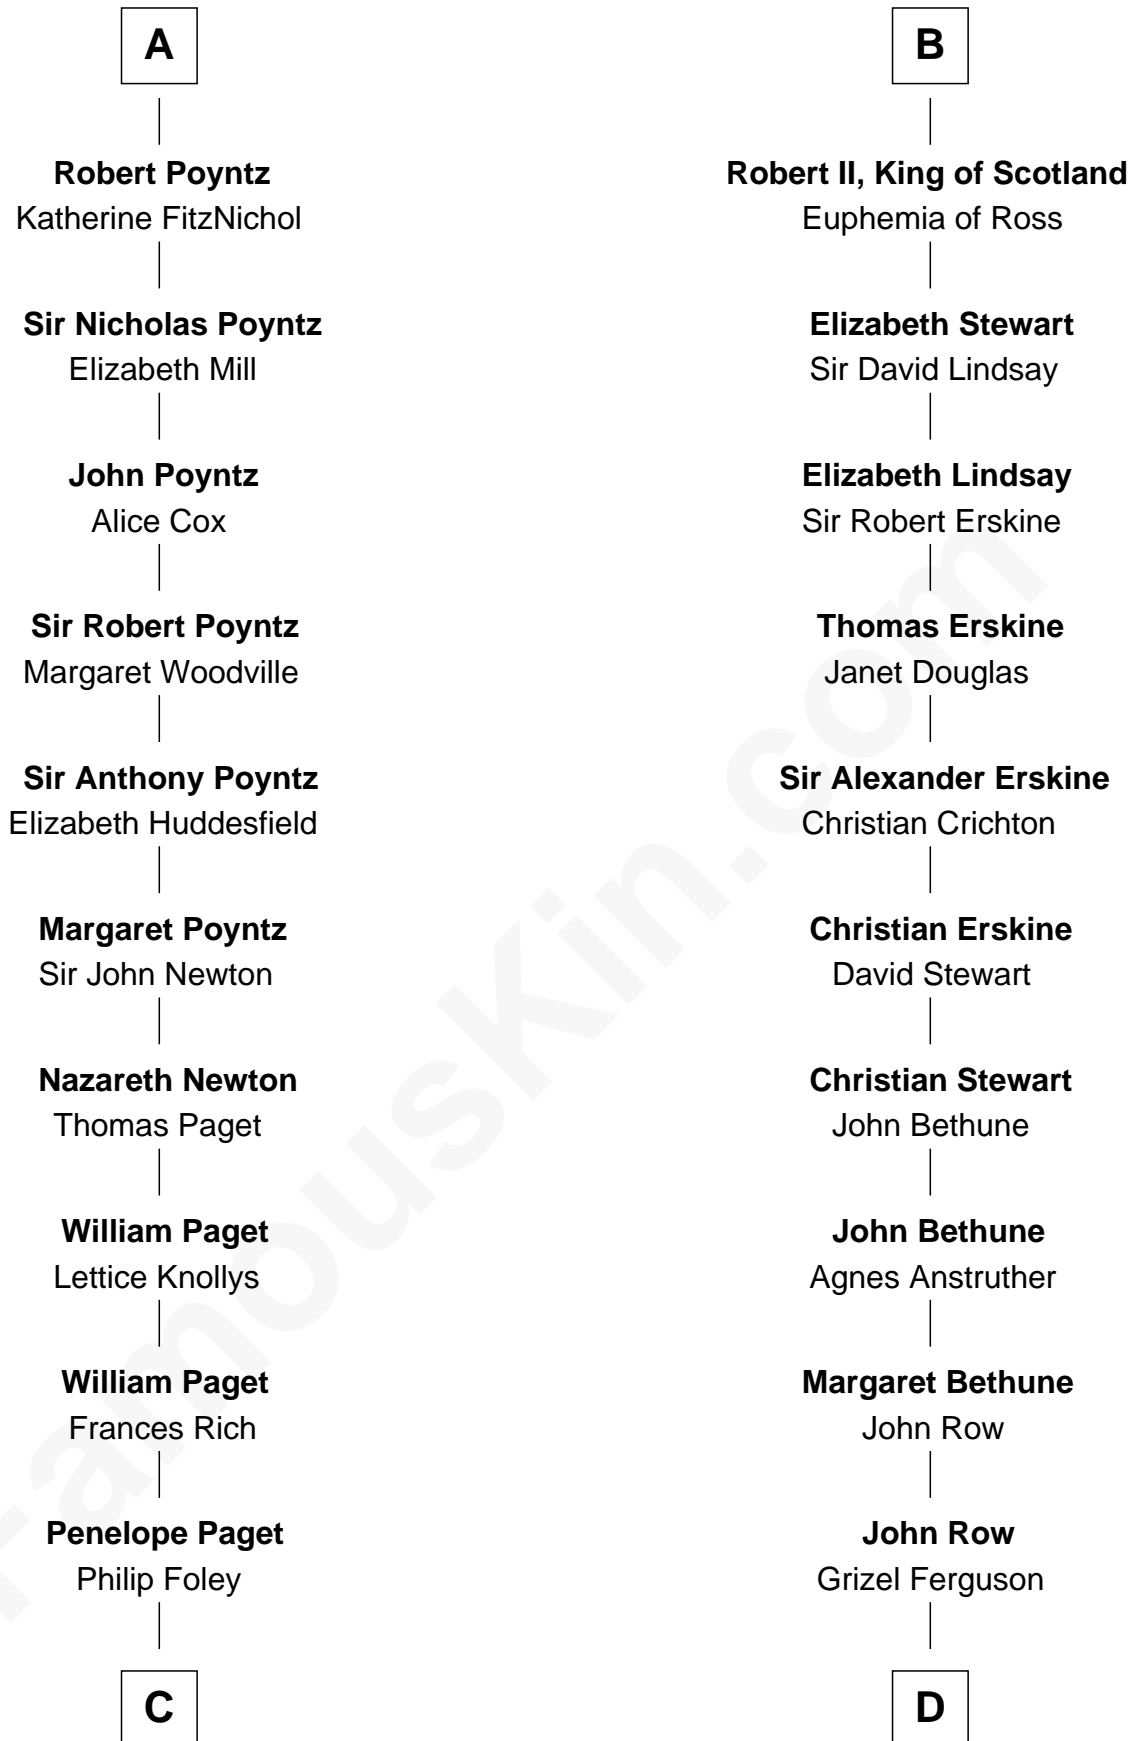 A
Robert Poyntz
Katherine FitzNichol
Sir Nicholas Poyntz
Elizabeth Mill
John Poyntz
Alice Cox
Sir Robert Poyntz
Margaret Woodville
Sir Anthony Poyntz
Elizabeth Huddesfield
Margaret Poyntz
Sir John Newton
Nazareth Newton
Thomas Paget
William Paget
Lettice Knollys
William Paget
Frances Rich
Penelope Paget
Philip Foley
C
B
Robert II, King of Scotland
Euphemia of Ross
Elizabeth Stewart
Sir David Lindsay
Elizabeth Lindsay
Sir Robert Erskine
Thomas Erskine
Janet Douglas
Sir Alexander Erskine
Christian Crichton
Christian Erskine
David Stewart
Christian Stewart
John Bethune
John Bethune
Agnes Anstruther
Margaret Bethune
John Row
John Row
Grizel Ferguson
D
FamousKin.com